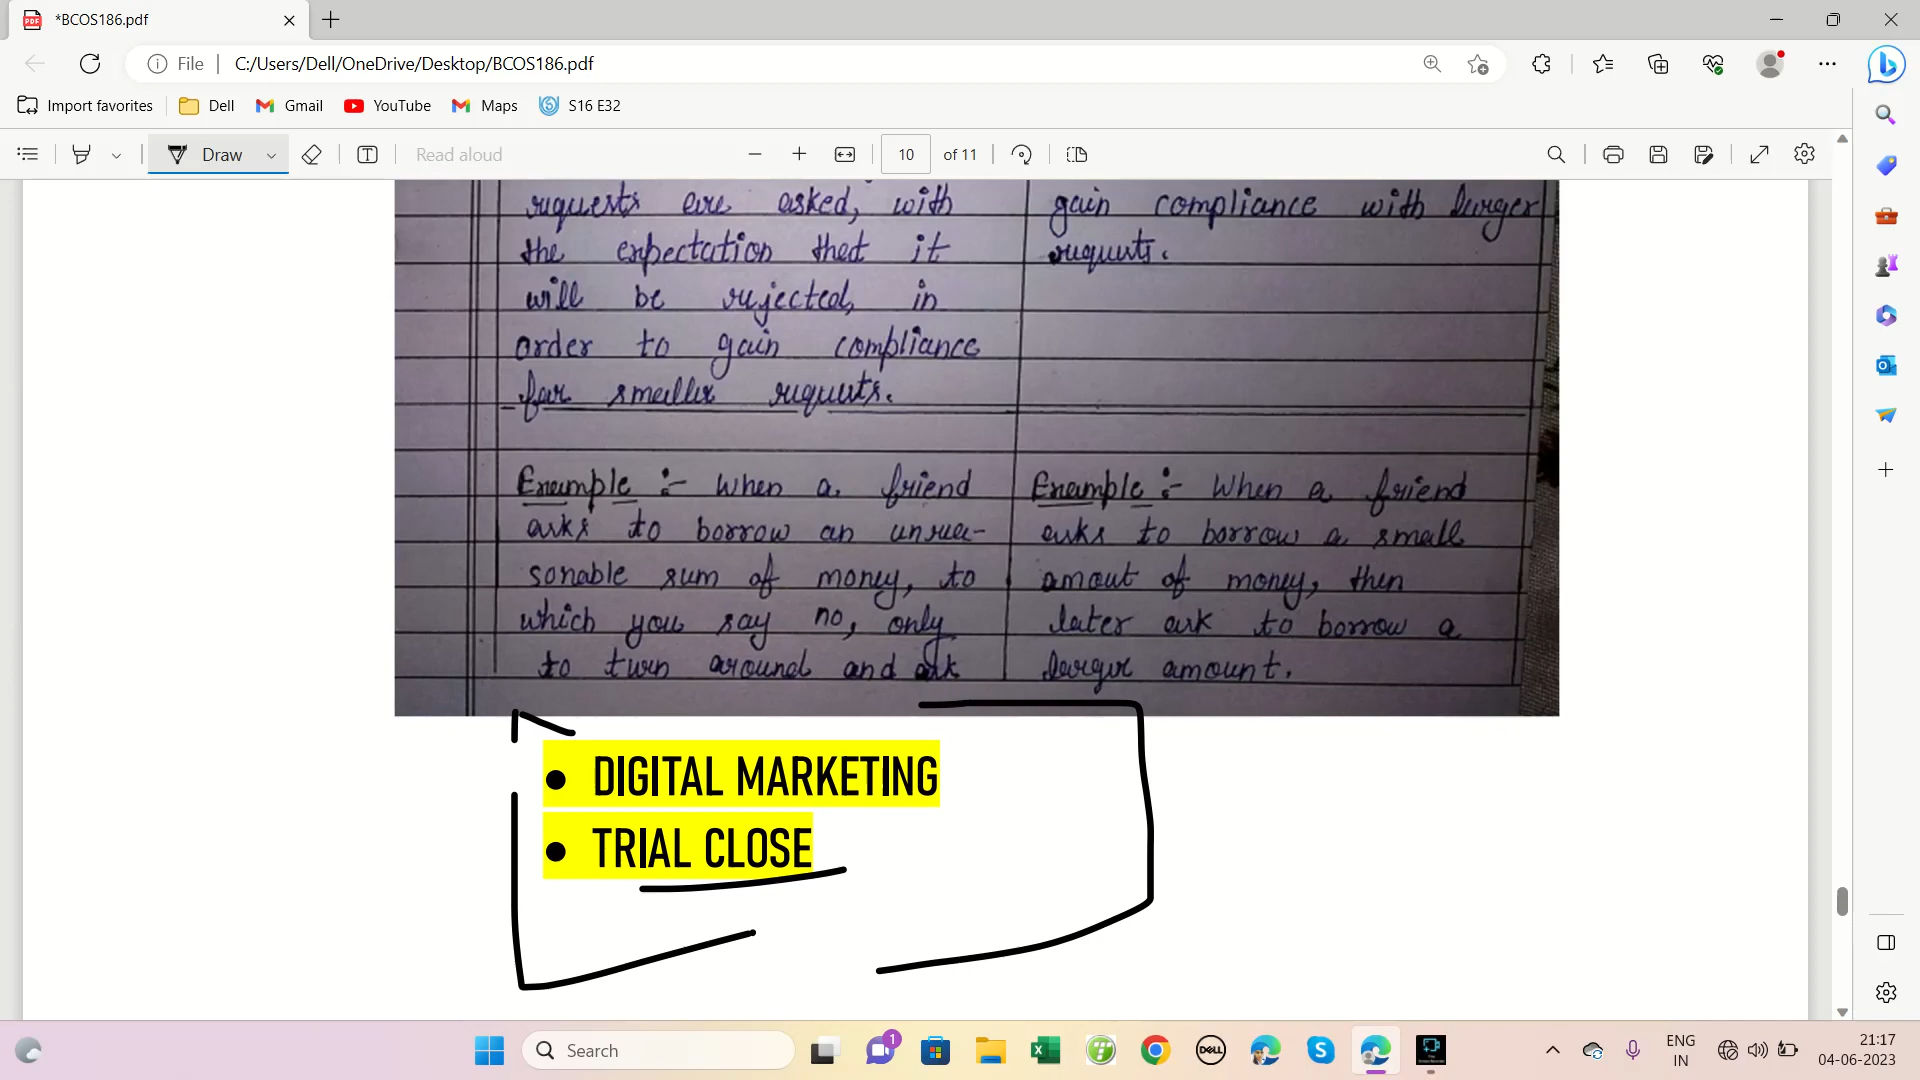 *BCOS186.pdf
File C:/Users/Dell/OneDrive/Desktop/BCOS186.pdf
Import favorites Dell Gmail YouTube Maps S16 E32
Draw Read aloud 10 of 11
requests are asked, with
the expectation that it
will be rejected, in
order to gain compliance
for smaller requests.
gain compliance with larger
requests.
Example :- When a friend
asks to borrow an unrea-
sonable sum of money, to
which you say no, only
to turn around and ask
Example :- When a friend
asks to borrow a small
amout of money, then
later ask to borrow a
larger amount.
• DIGITAL MARKETING
• TRIAL CLOSE
Search
1
DELL
ENG
IN
21:17
04-06-2023